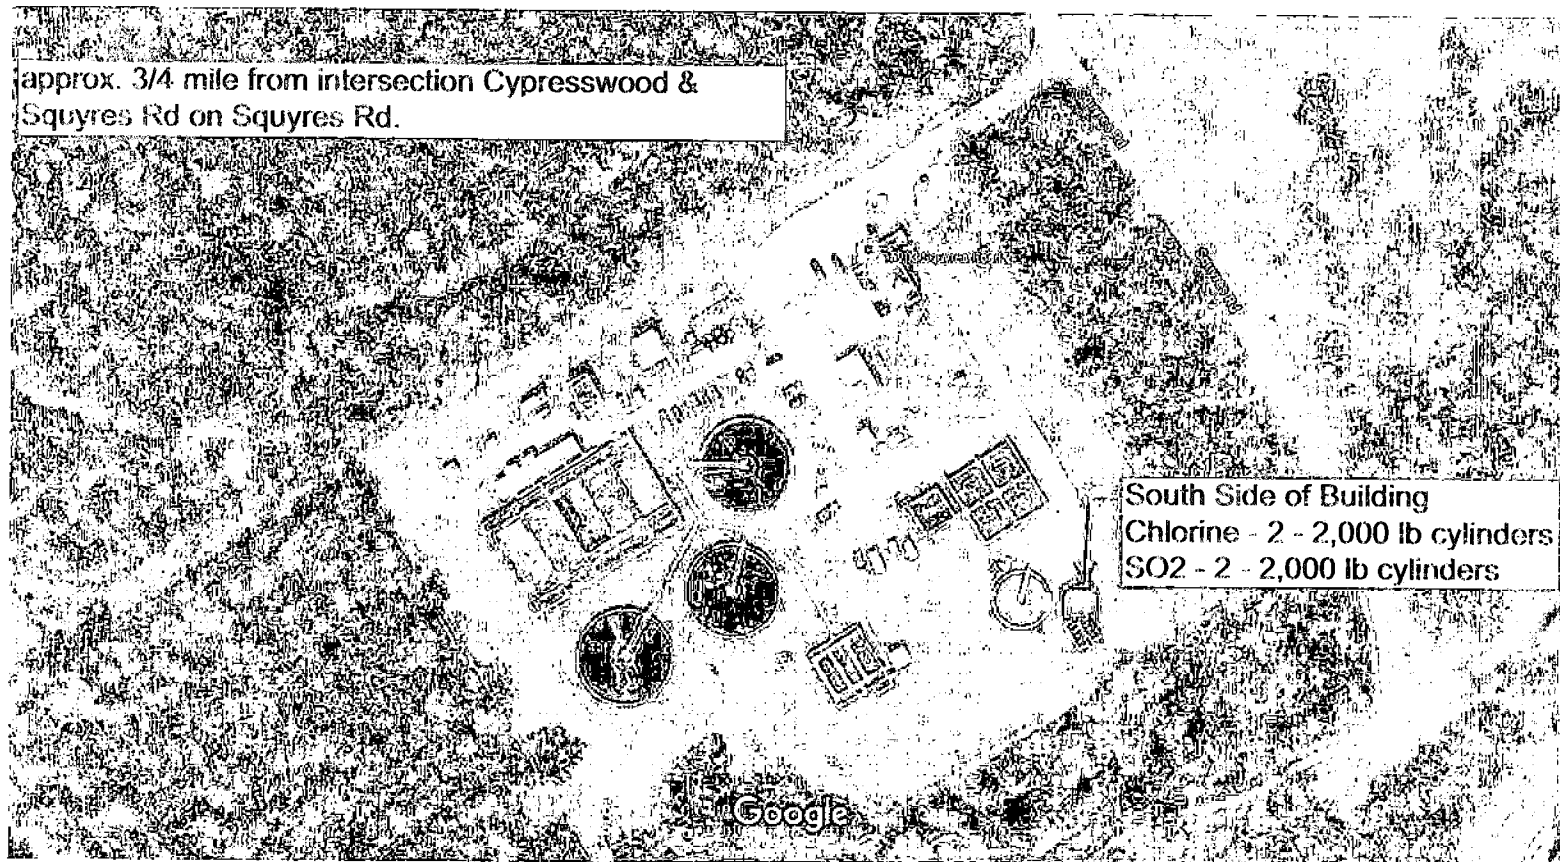 approx. 3/4 mile from intersection Cypresswood &
Squyres Rd on Squyres Rd.
South Side of Building
Chlorine - 2 - 2,000 lb cylinders
SO2 - 2 - 2,000 lb cylinders
Google